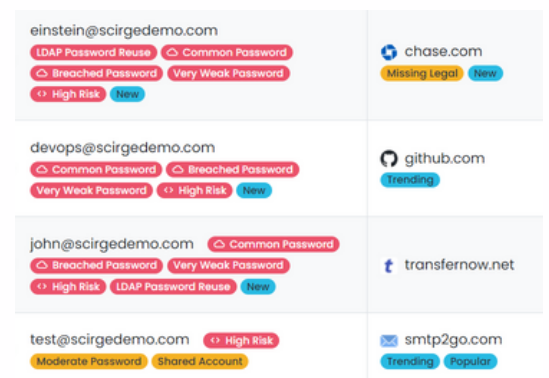 einstein@scirgedemo.com
LDAP Password Reuse Common Password
Breached Password Very Weak Password
High Risk New
chase.com
Missing Legal New
devops@scirgedemo.com
Common Password Breached Password
Very Weak Password High Risk New
github.com
Trending
john@scirgedemo.com Common Password
Breached Password Very Weak Password
High Risk LDAP Password Reuse New
transfernow.net
test@scirgedemo.com High Risk
Moderate Password Shared Account
smtp2go.com
Trending Popular